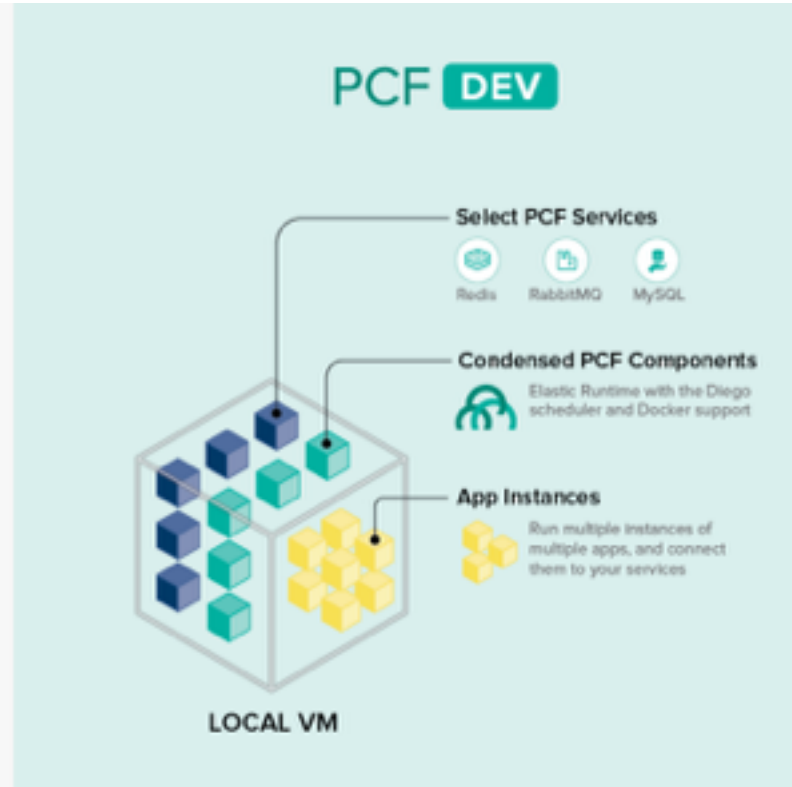 PCF DEV
Select PCF Services
Redis RabbitMQ MySQL
Condensed PCF Components
Elastic Runtime with the Diego
scheduler and Docker support
App Instances
Run multiple instances of
multiple apps, and connect
them to your services
LOCAL VM